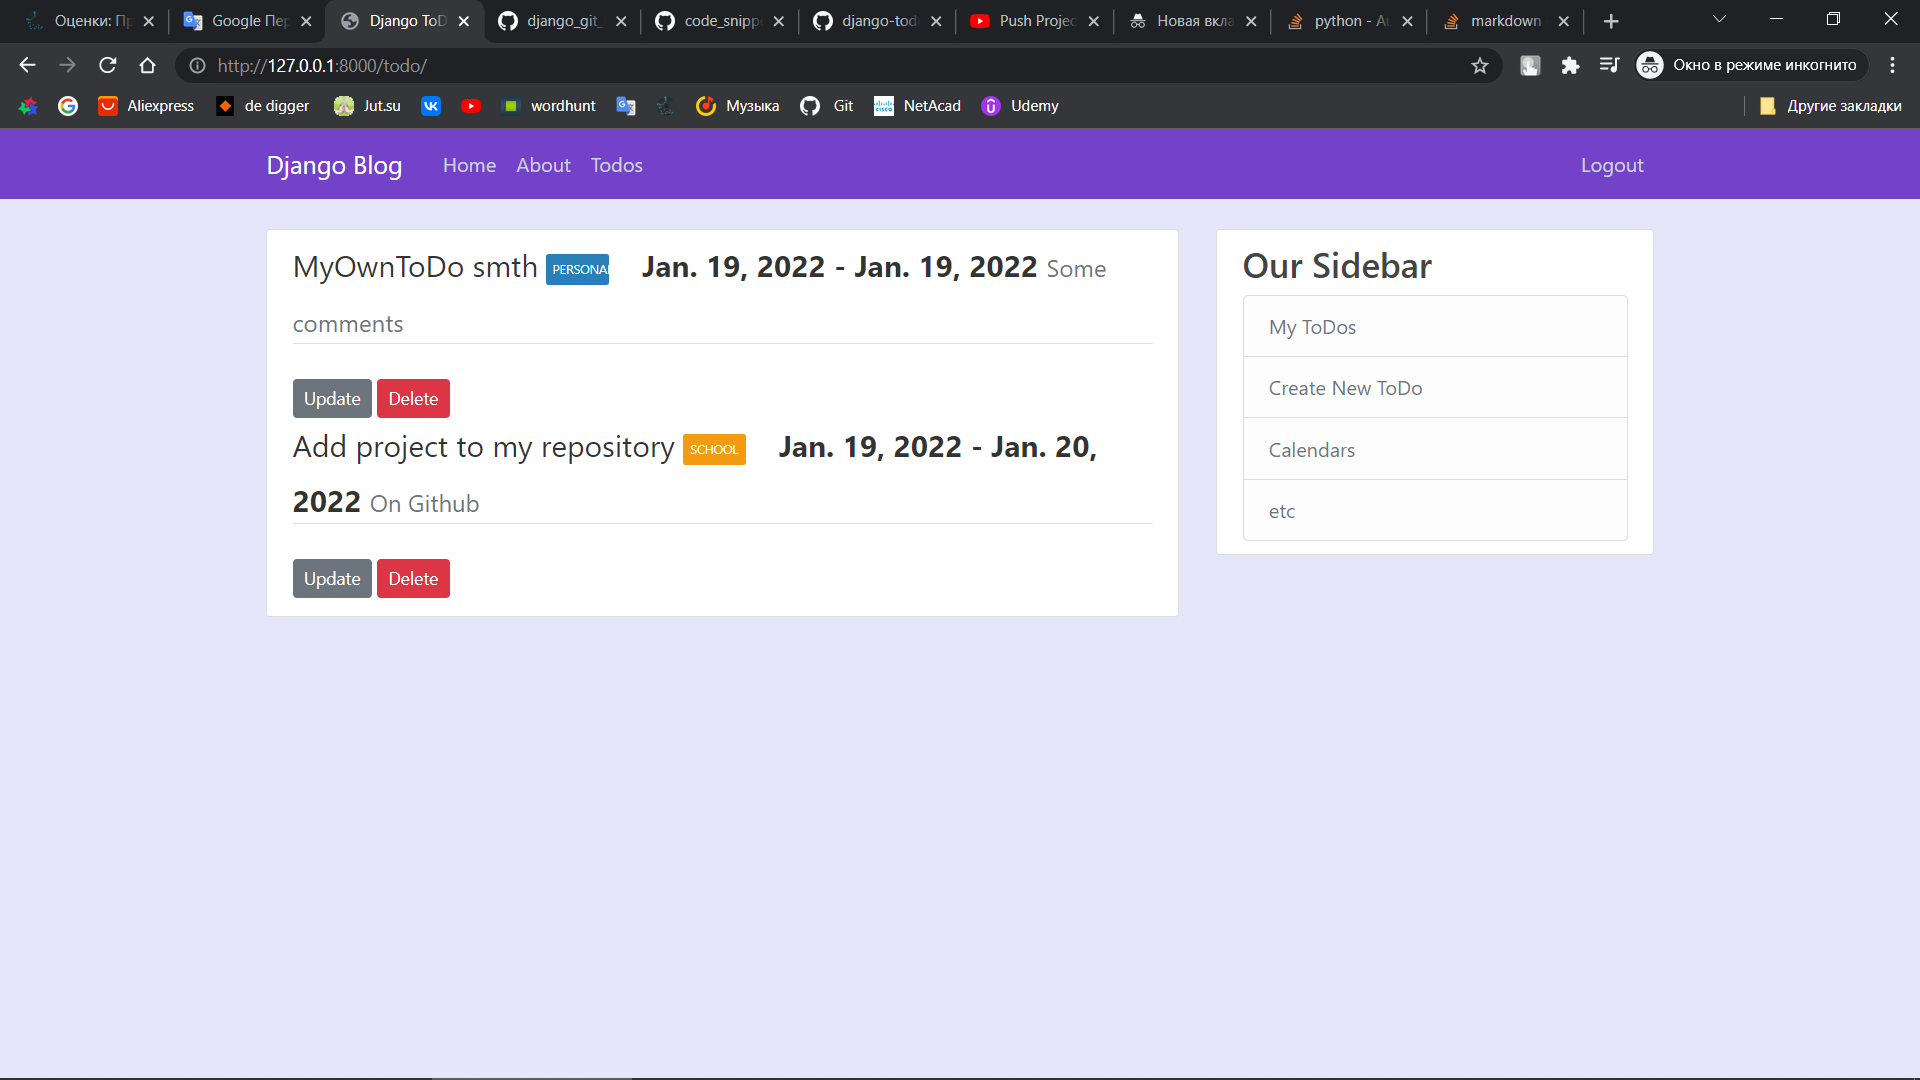 Оценки: Пр
Google Пер
Django ToD
django_git_
code_snippe
django-tod
Push Projec
Новая вкла
python - Au
markdown
http://127.0.0.1:8000/todo/
Окно в режиме инкогнито
Aliexpress
de digger
Jut.su
wordhunt
Музыка
Git
NetAcad
Udemy
Другие закладки
Django Blog
Home
About
Todos
Logout
MyOwnToDo smth PERSONAL Jan. 19, 2022 - Jan. 19, 2022 Some
comments
Update Delete
Add project to my repository SCHOOL Jan. 19, 2022 - Jan. 20,
2022 On Github
Update Delete
Our Sidebar
My ToDos
Create New ToDo
Calendars
etc